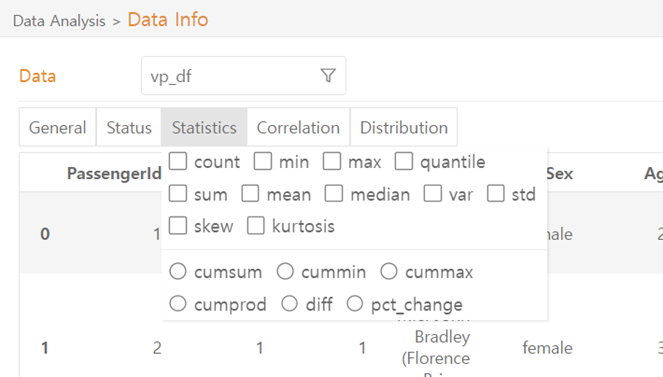 Data Analysis > Data Info
Data vp_df
General Status Statistics Correlation Distribution
count min max quantile
PassengerId Sex Ag
sum mean median var std
skew kurtosis
0 1 male 2
cumsum cummin cummax
cumprod diff pct_change
Bradley
1 2 1 1 female 3
(Florence